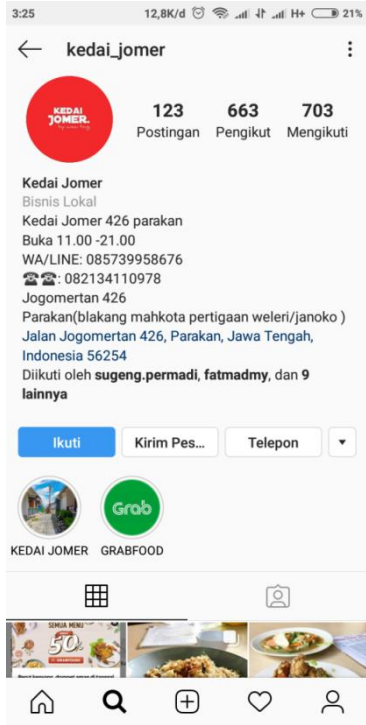 3:25 12,8K/d H+ 21%
kedai_jomer
KEDAI
JOMER.
123 663 703
Postingan Pengikut Mengikuti
Kedai Jomer
Bisnis Lokal
Kedai Jomer 426 parakan
Buka 11.00 -21.00
WA/LINE: 085739958676
☎☎: 082134110978
Jogomertan 426
Parakan(blakang mahkota pertigaan weleri/janoko )
Jalan Jogomertan 426, Parakan, Jawa Tengah,
Indonesia 56254
Diikuti oleh sugeng.permadi, fatmadmy, dan 9
lainnya
Ikuti Kirim Pes... Telepon
Grab
KEDAI JOMER GRABFOOD
SEMUA MENU
50%